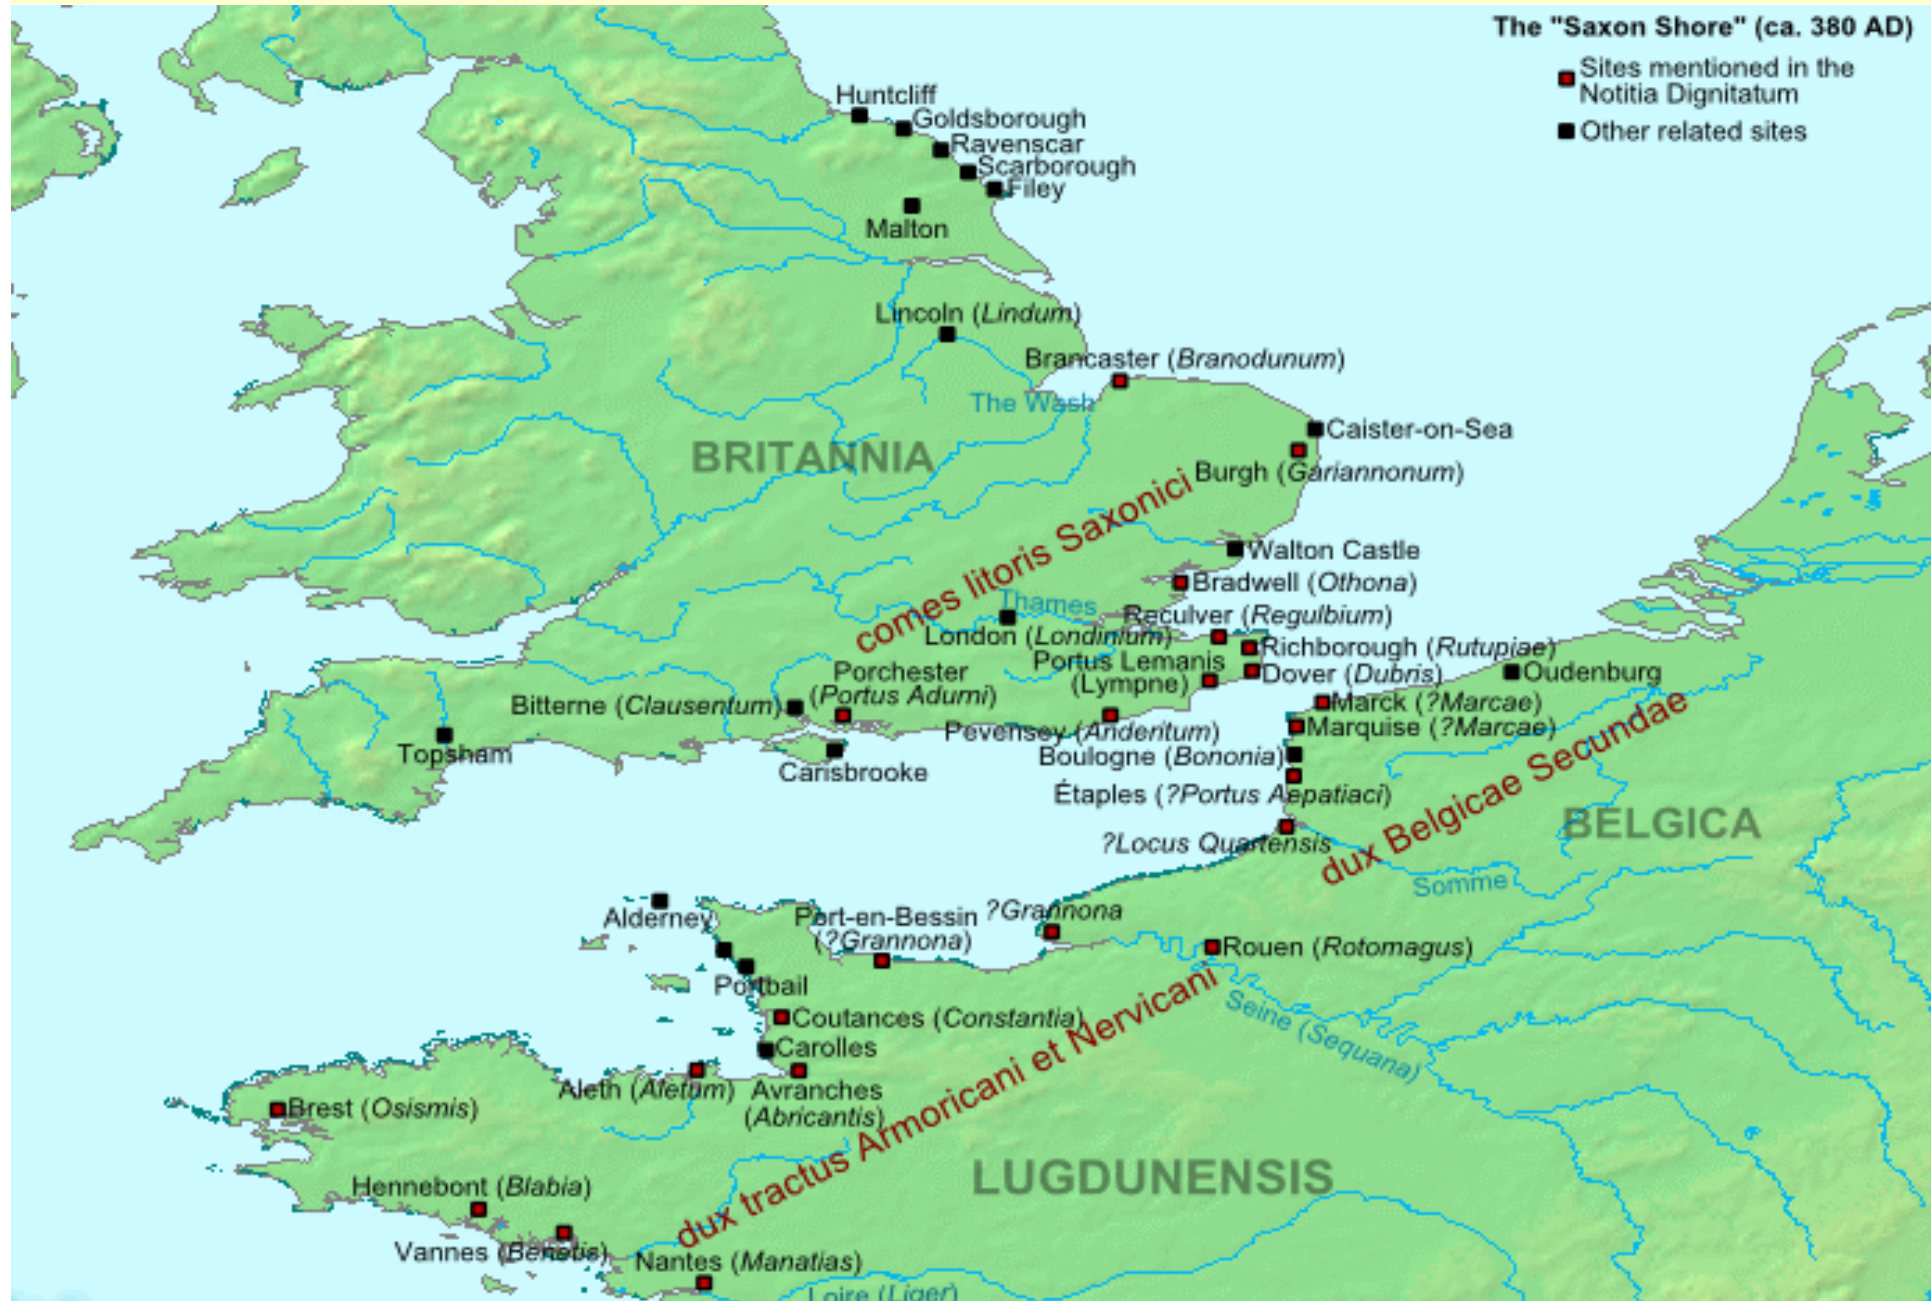 The "Saxon Shore" (ca. 380 AD)
Sites mentioned in the
Notitia Dignitatum
Other related sites
Huntcliff
Goldsborough
Ravenscar
Scarborough
Filey
Malton
Lincoln (Lindum)
Brancaster (Branodunum)
The Wash
Caister-on-Sea
BRITANNIA
Burgh (Gariannonum)
comes litoris Saxonici
Walton Castle
Bradwell (Othona)
Thames
Reculver (Regulbium)
London (Londinium)
Richborough (Rutupiae)
Portus Lemanis
(Lympne)
Dover (Dubris)
Oudenburg
Porchester
(Portus Adurni)
Bitterne (Clausentum)
Marck (?Marcae)
Marquise (?Marcae)
Pevensey (Anderitum)
Topsham
Carisbrooke
Boulogne (Bononia)
Étaples (?Portus Aepatiaci)
dux Belgicae Secundae
BELGICA
?Locus Quartensis
Somme
Alderney
Port-en-Bessin
(?Grannona)
?Grannona
Rouen (Rotomagus)
Portbail
Seine (Sequana)
Coutances (Constantia)
Carolles
dux tractus Armoricani et Nervicani
Aleth (Aletum)
Avranches
(Abricantis)
Brest (Osismis)
LUGDUNENSIS
Hennebont (Blabia)
Vannes (Benetis)
Nantes (Manatias)
Loire (Liger)